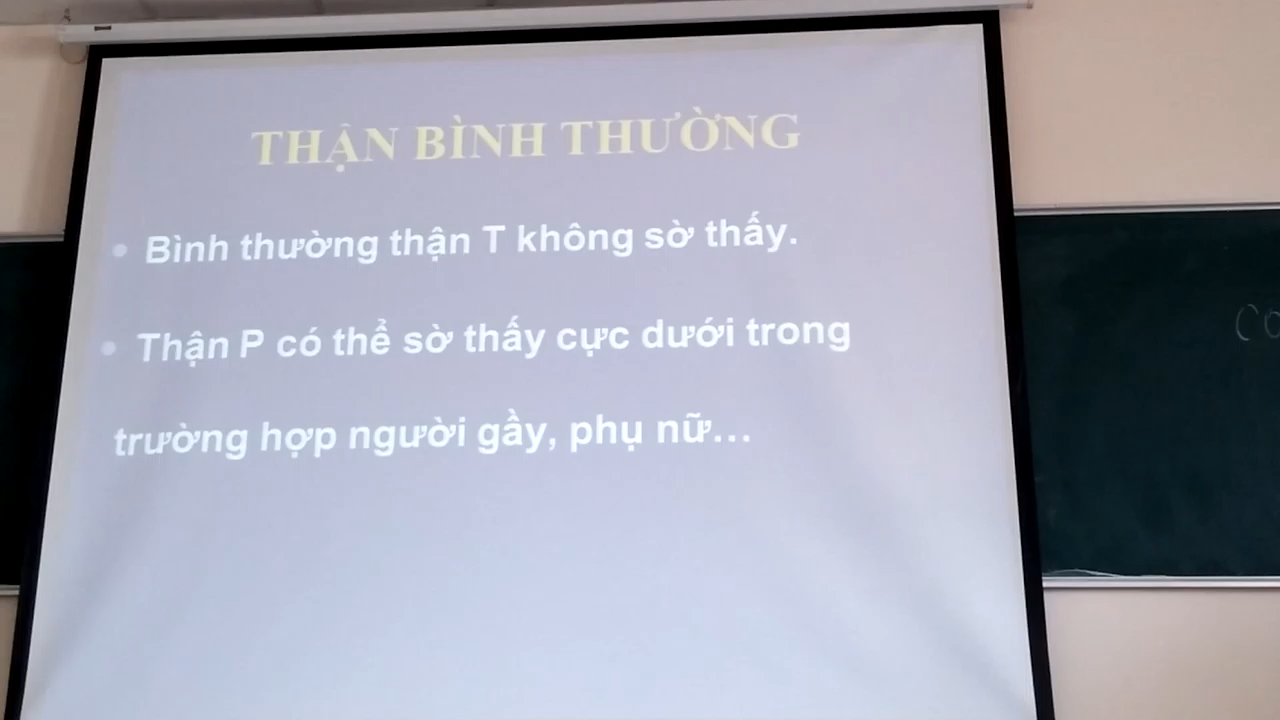 THẬN BÌNH THƯỜNG
• Bình thường thận T không sờ thấy.
• Thận P có thể sờ thấy cực dưới trong
trường hợp người gầy, phụ nữ...